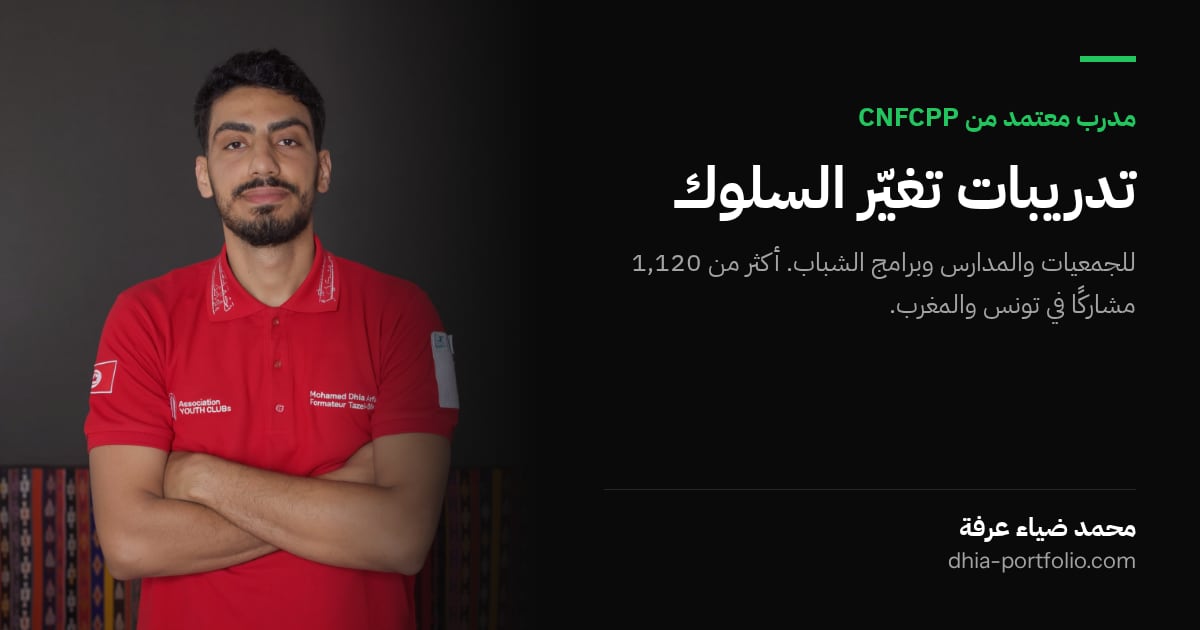 مدرب معتمد من CNFCPP
تدريبات تغيّر السلوك
للجمعيات والمدارس وبرامج الشباب. أكثر من 1,120
مشاركًا في تونس والمغرب.
محمد ضياء عرفة
dhia-portfolio.com
Association
YOUTH CLUBs
Mohamed Dhia
Formateur